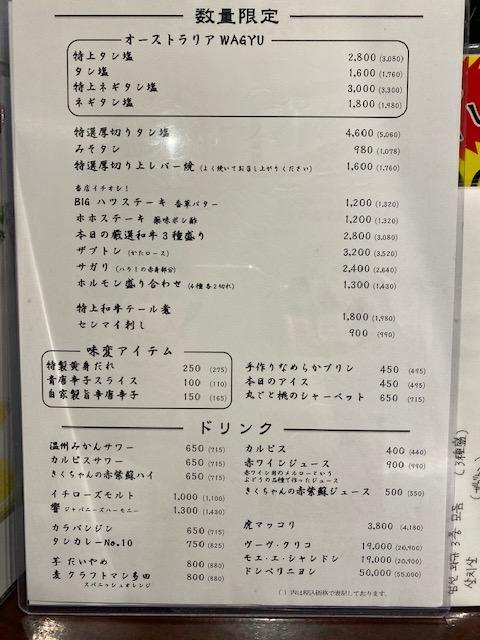 数量限定
オーストラリア WAGYU
特上タン塩 2,800 (3,080)
タン塩 1,600 (1,760)
特上ネギタン塩 3,000 (3,300)
ネギタン塩 1,800 (1,980)
特選厚切りタン塩 4,600 (5,060)
みそタン 980 (1,078)
特選厚切り上レバー焼 (よく焼いてお召し上がりください) 1,600 (1,760)
当店イチオシ!
BIG ハツステーキ 香草バター 1,200 (1,320)
ホホステーキ 薬味ポン酢 1,200 (1,320)
本日の厳選和牛3種盛り 2,800 (3,080)
ザブトン (かたロース) 3,200 (3,520)
サガリ (ハラミの赤身部分) 2,400 (2,640)
ホルモン盛り合わせ (4種各2切れ) 1,300 (1,430)
特上和牛テール煮 1,800 (1,980)
センマイ刺し 900 (990)
味変アイテム
特製黄身だれ 250 (275)
青唐辛子スライス 100 (110)
自家製旨辛唐辛子 150 (165)
手作りなめらかプリン 450 (495)
本日のアイス 450 (495)
丸ごと桃のシャーベット 650 (715)
ドリンク
温州みかんサワー 650 (715)
カルピスサワー 650 (715)
きくちゃんの赤紫蘇ハイ 650 (715)
イチローズモルト 1,000 (1,100)
響 ジャパニーズハーモニー 1,300 (1,430)
カラバンジン 650 (715)
タンカレーNo.10 750 (825)
芋 だいやめ 800 (880)
麦 クラフトマン多田 800 (880)
スパニッシュオレンジ
カルピス 400 (440)
赤ワインジュース 900 (990)
赤ワイン用のメルローという
ぶどうの品種で作ったジュース
きくちゃんの赤紫蘇ジュース 500 (550)
虎マッコリ 3,800 (4,180)
ヴーヴ・クリコ 19,000 (20,900)
モエ・エ・シャンドン 19,000 (20,900)
ドンペリニヨン 50,000 (55,000)
( ) 内は税込価格で表記しております。
엄선 와규 3종 모듬 (3種盛)
살치살